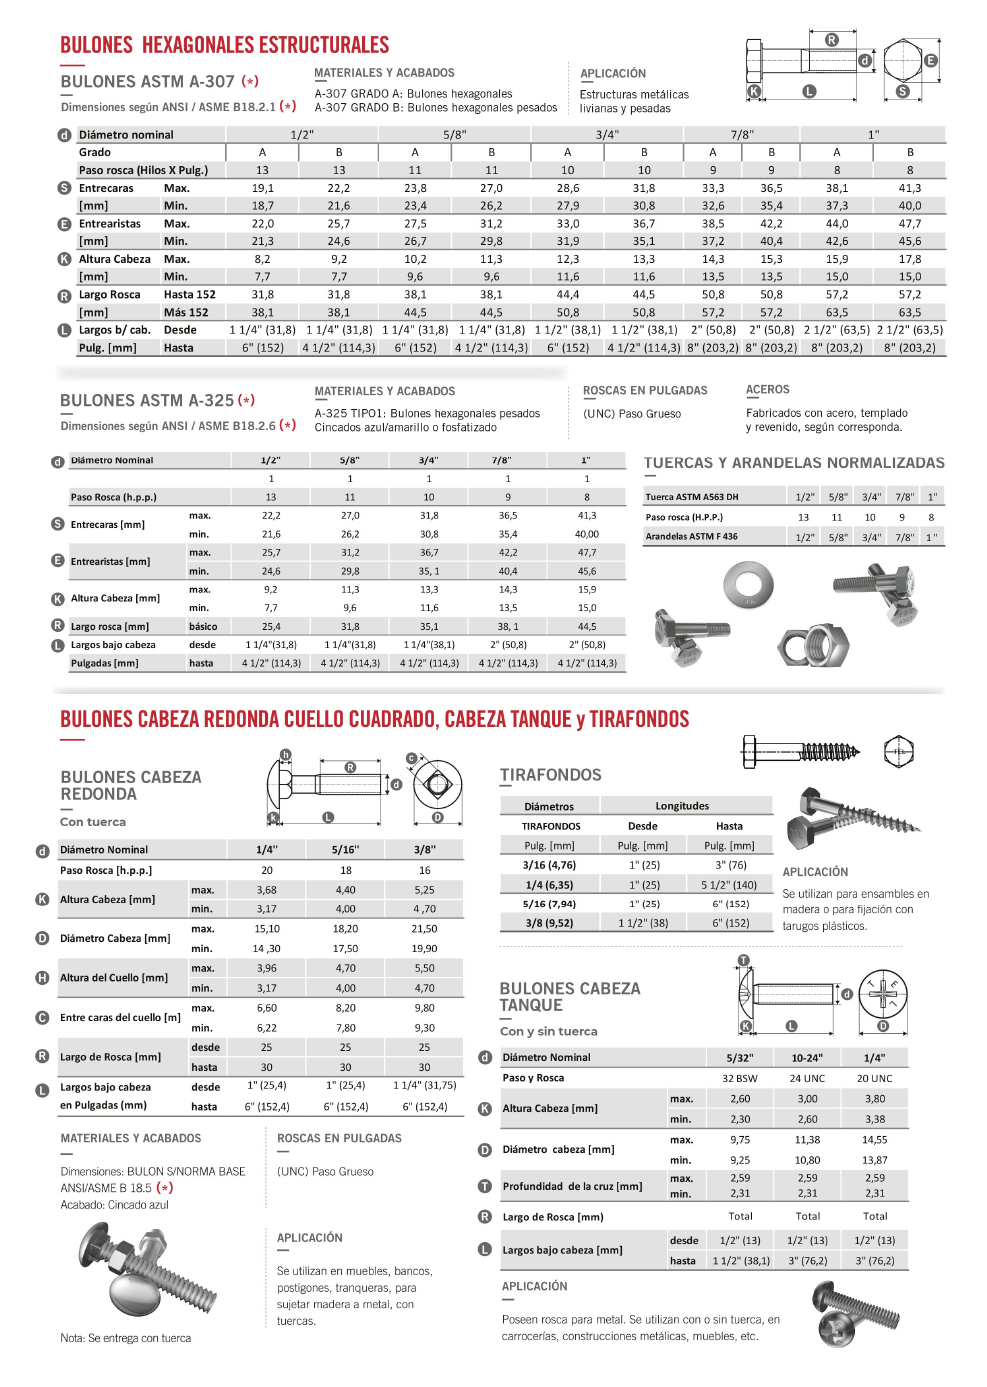 BULONES HEXAGONALES ESTRUCTURALES
BULONES ASTM A-307 (*)
Dimensiones según ANSI / ASME B18.2.1 (*)
MATERIALES Y ACABADOS
A-307 GRADO A: Bulones hexagonales
A-307 GRADO B: Bulones hexagonales pesados
APLICACIÓN
Estructuras metálicas
livianas y pesadas
R
d
E
K
L
S
d Diámetro nominal 1/2" 5/8" 3/4" 7/8" 1"
Grado A B A B A B A B A B
Paso rosca (Hilos X Pulg.) 13 13 11 11 10 10 9 9 8 8
S Entrecaras Max. 19,1 22,2 23,8 27,0 28,6 31,8 33,3 36,5 38,1 41,3
[mm] Min. 18,7 21,6 23,4 26,2 27,9 30,8 32,6 35,4 37,3 40,0
E Entrearistas Max. 22,0 25,7 27,5 31,2 33,0 36,7 38,5 42,2 44,0 47,7
[mm] Min. 21,3 24,6 26,7 29,8 31,9 35,1 37,2 40,4 42,6 45,6
K Altura Cabeza Max. 8,2 9,2 10,2 11,3 12,3 13,3 14,3 15,3 15,9 17,8
[mm] Min. 7,7 7,7 9,6 9,6 11,6 11,6 13,5 13,5 15,0 15,0
R Largo Rosca Hasta 152 31,8 31,8 38,1 38,1 44,4 44,5 50,8 50,8 57,2 57,2
[mm] Más 152 38,1 38,1 44,5 44,5 50,8 50,8 57,2 57,2 63,5 63,5
L Largos b/ cab. Desde 1 1/4" (31,8) 1 1/4" (31,8) 1 1/4" (31,8) 1 1/4" (31,8) 1 1/2" (38,1) 1 1/2" (38,1) 2" (50,8) 2" (50,8) 2 1/2" (63,5) 2 1/2" (63,5)
Pulg. [mm] Hasta 6" (152) 4 1/2" (114,3) 6" (152) 4 1/2" (114,3) 6" (152) 4 1/2" (114,3) 8" (203,2) 8" (203,2) 8" (203,2) 8" (203,2)
BULONES ASTM A-325 (*)
Dimensiones según ANSI / ASME B18.2.6 (*)
MATERIALES Y ACABADOS
A-325 TIPO1: Bulones hexagonales pesados
Cincados azul/amarillo o fosfatizado
ROSCAS EN PULGADAS
(UNC) Paso Grueso
ACEROS
Fabricados con acero, templado
y revenido, según corresponda.
d Diámetro Nominal 1/2" 5/8" 3/4" 7/8" 1"
1 1 1 1 1
Paso Rosca (h.p.p.) 13 11 10 9 8
S Entrecaras [mm] max. 22,2 27,0 31,8 36,5 41,3
min. 21,6 26,2 30,8 35,4 40,00
E Entrearistas [mm] max. 25,7 31,2 36,7 42,2 47,7
min. 24,6 29,8 35, 1 40,4 45,6
K Altura Cabeza [mm] max. 9,2 11,3 13,3 14,3 15,9
min. 7,7 9,6 11,6 13,5 15,0
R Largo rosca [mm] básico 25,4 31,8 35,1 38, 1 44,5
L Largos bajo cabeza desde 1 1/4"(31,8) 1 1/4"(31,8) 1 1/4"(38,1) 2" (50,8) 2" (50,8)
Pulgadas [mm] hasta 4 1/2" (114,3) 4 1/2" (114,3) 4 1/2" (114,3) 4 1/2" (114,3) 4 1/2" (114,3)
TUERCAS Y ARANDELAS NORMALIZADAS
Tuerca ASTM A563 DH 1/2" 5/8" 3/4" 7/8" 1"
Paso rosca (H.P.P.) 13 11 10 9 8
Arandelas ASTM F 436 1/2" 5/8" 3/4" 7/8" 1"
BULONES CABEZA REDONDA CUELLO CUADRADO, CABEZA TANQUE y TIRAFONDOS
BULONES CABEZA
REDONDA
Con tuerca
h
R
c
d
k
L
D
d Diámetro Nominal 1/4" 5/16" 3/8"
Paso Rosca [h.p.p.] 20 18 16
K Altura Cabeza [mm] max. 3,68 4,40 5,25
min. 3,17 4,00 4 ,70
D Diámetro Cabeza [mm] max. 15,10 18,20 21,50
min. 14 ,30 17,50 19,90
H Altura del Cuello [mm] max. 3,96 4,70 5,50
min. 3,17 4,00 4,70
C Entre caras del cuello [m] max. 6,60 8,20 9,80
min. 6,22 7,80 9,30
R Largo de Rosca [mm] desde 25 25 25
hasta 30 30 30
L Largos bajo cabeza desde 1" (25,4) 1" (25,4) 1 1/4" (31,75)
en Pulgadas (mm) hasta 6" (152,4) 6" (152,4) 6" (152,4)
MATERIALES Y ACABADOS
Dimensiones: BULON S/NORMA BASE
ANSI/ASME B 18.5 (*)
Acabado: Cincado azul
Nota: Se entrega con tuerca
ROSCAS EN PULGADAS
(UNC) Paso Grueso
APLICACIÓN
Se utilizan en muebles, bancos,
postigones, tranqueras, para
sujetar madera a metal, con
tuercas.
TIRAFONDOS
TEL
Diámetros Longitudes
TIRAFONDOS Desde Hasta
Pulg. [mm] Pulg. [mm] Pulg. [mm]
3/16 (4,76) 1" (25) 3" (76)
1/4 (6,35) 1" (25) 5 1/2" (140)
5/16 (7,94) 1" (25) 6" (152)
3/8 (9,52) 1 1/2" (38) 6" (152)
APLICACIÓN
Se utilizan para ensambles en
madera o para fijación con
tarugos plásticos.
BULONES CABEZA
TANQUE
Con y sin tuerca
T
d
K
L
D
T E L
d Diámetro Nominal 5/32" 10-24" 1/4"
Paso y Rosca 32 BSW 24 UNC 20 UNC
K Altura Cabeza [mm] max. 2,60 3,00 3,80
min. 2,30 2,60 3,38
D Diámetro cabeza [mm] max. 9,75 11,38 14,55
min. 9,25 10,80 13,87
T Profundidad de la cruz [mm] max. 2,59 2,59 2,59
min. 2,31 2,31 2,31
R Largo de Rosca [mm) Total Total Total
L Largos bajo cabeza [mm] desde 1/2" (13) 1/2" (13) 1/2" (13)
hasta 1 1/2" (38,1) 3" (76,2) 3" (76,2)
APLICACIÓN
Poseen rosca para metal. Se utilizan con o sin tuerca, en
carrocerías, construcciones metálicas, muebles, etc.